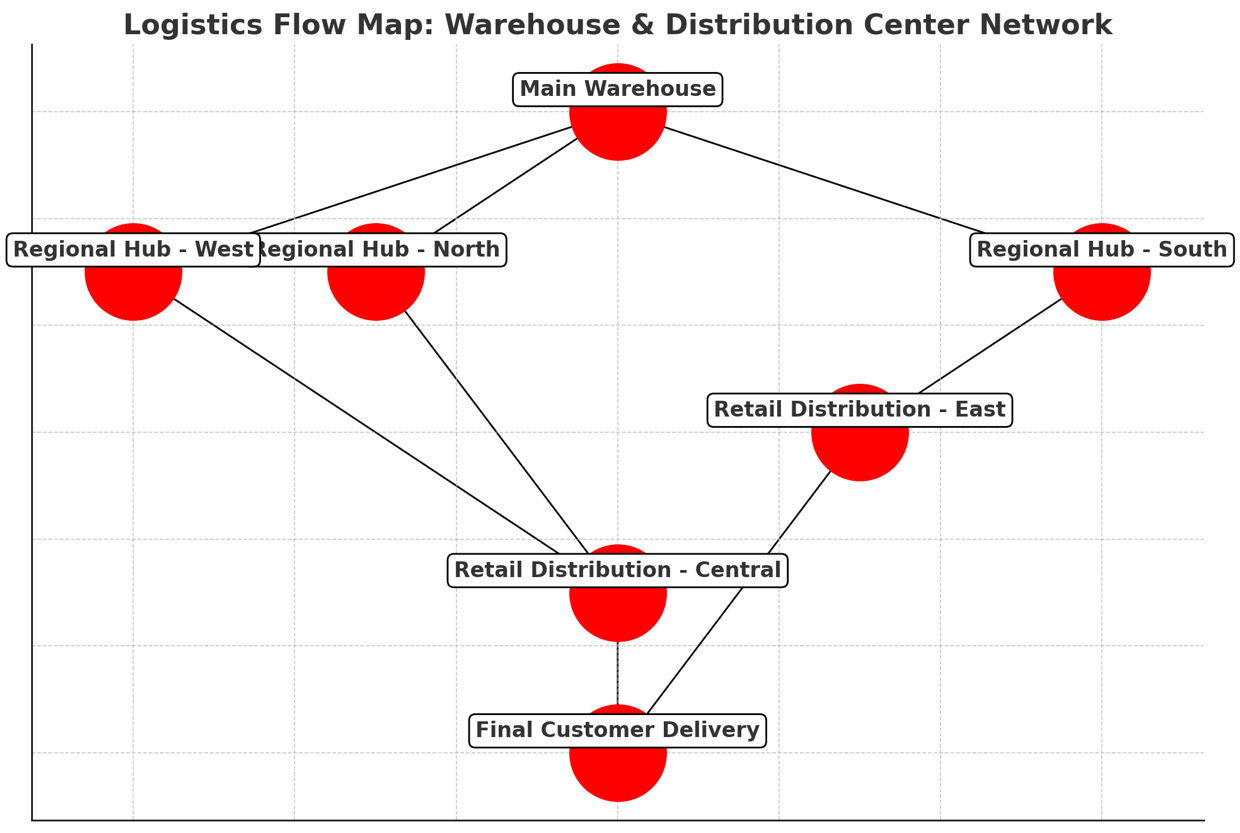 Logistics Flow Map: Warehouse & Distribution Center Network
Main Warehouse
Regional Hub - West
Regional Hub - North
Regional Hub - South
Retail Distribution - East
Retail Distribution - Central
Final Customer Delivery